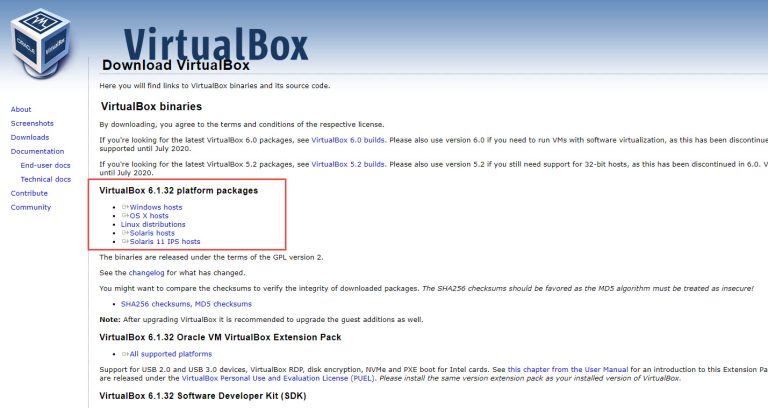 VirtualBox
ORACLE
VirtualBox
Download VirtualBox
Here you will find links to VirtualBox binaries and its source code.
About
Screenshots
Downloads
Documentation
End-user docs
Technical docs
Contribute
Community
VirtualBox binaries
By downloading, you agree to the terms and conditions of the respective license.
If you're looking for the latest VirtualBox 6.0 packages, see VirtualBox 6.0 builds. Please also use version 6.0 if you need to run VMs with software virtualization, as this has been discontinue
supported until July 2020.
If you're looking for the latest VirtualBox 5.2 packages, see VirtualBox 5.2 builds. Please also use version 5.2 if you still need support for 32-bit hosts, as this has been discontinued in 6.0. V
until July 2020.
VirtualBox 6.1.32 platform packages
Windows hosts
OS X hosts
Linux distributions
Solaris hosts
Solaris 11 IPS hosts
The binaries are released under the terms of the GPL version 2.
See the changelog for what has changed.
You might want to compare the checksums to verify the integrity of downloaded packages. The SHA256 checksums should be favored as the MD5 algorithm must be treated as insecure!
SHA256 checksums, MD5 checksums
Note: After upgrading VirtualBox it is recommended to upgrade the guest additions as well.
VirtualBox 6.1.32 Oracle VM VirtualBox Extension Pack
All supported platforms
Support for USB 2.0 and USB 3.0 devices, VirtualBox RDP, disk encryption, NVMe and PXE boot for Intel cards. See this chapter from the User Manual for an introduction to this Extension Pa
are released under the VirtualBox Personal Use and Evaluation License (PUEL). Please install the same version extension pack as your installed version of VirtualBox.
VirtualBox 6.1.32 Software Developer Kit (SDK)